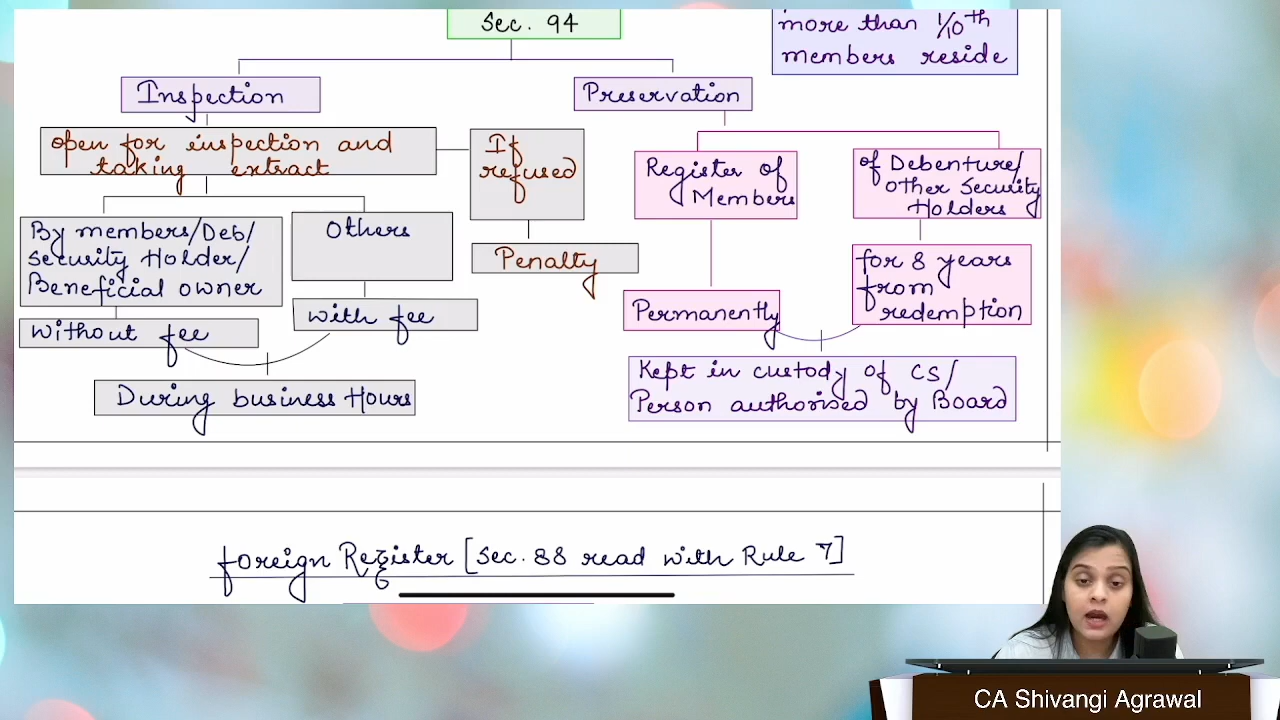 Sec. 94
more than 1/10th
members reside
Inspection
Preservation
open for inspection and
taking extract
If
refused
Register of
Members
of Debenture/
Other Security
Holders
By members/Deb/
Security Holder/
Beneficial owner
Others
Penalty
for 8 years
from
redemption
without fee
with fee
Permanently
During business Hours
Kept in custody of CS/
Person authorised by Board
foreign Register [Sec. 88 read with Rule 7]
CA Shivangi Agrawal